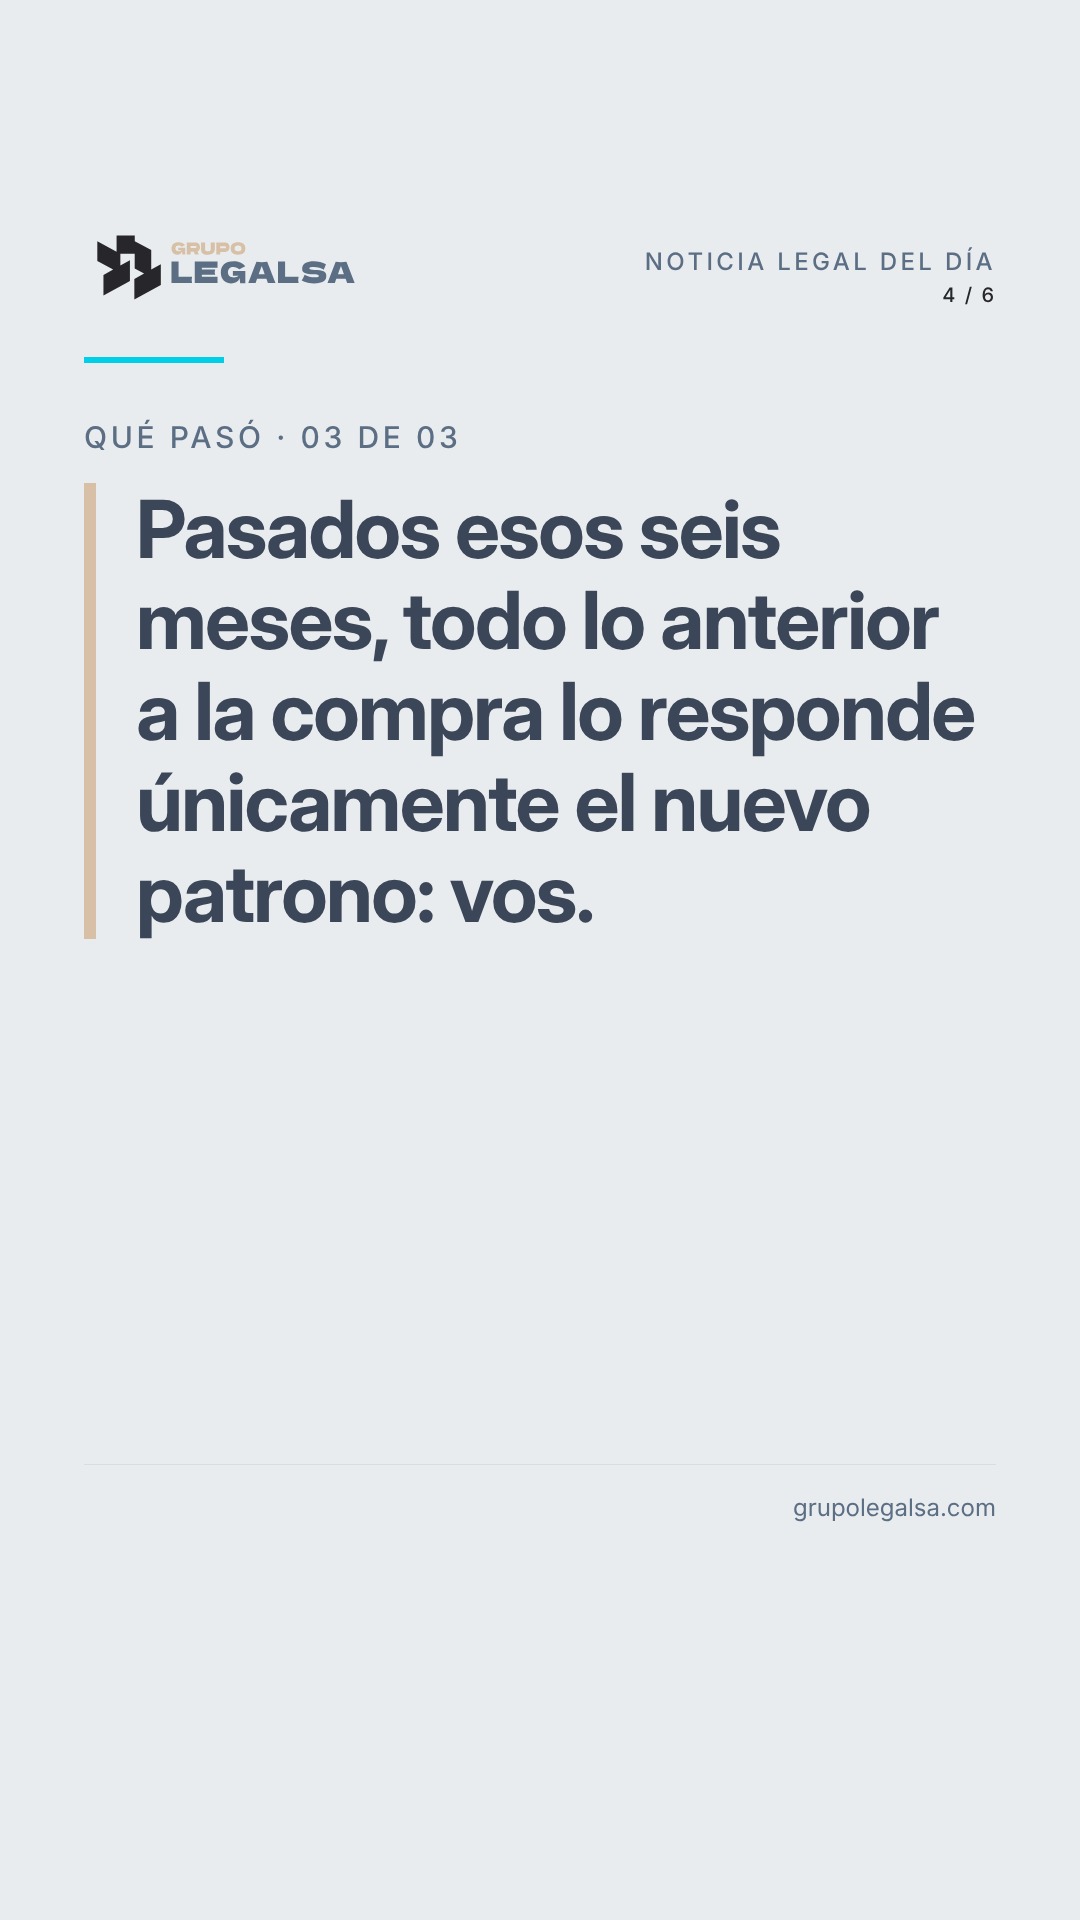 GRUPO
LEGALSA
NOTICIA LEGAL DEL DÍA
4 / 6
QUÉ PASÓ · 03 DE 03
Pasados esos seis
meses, todo lo anterior
a la compra lo responde
únicamente el nuevo
patrono: vos.
grupolegalsa.com